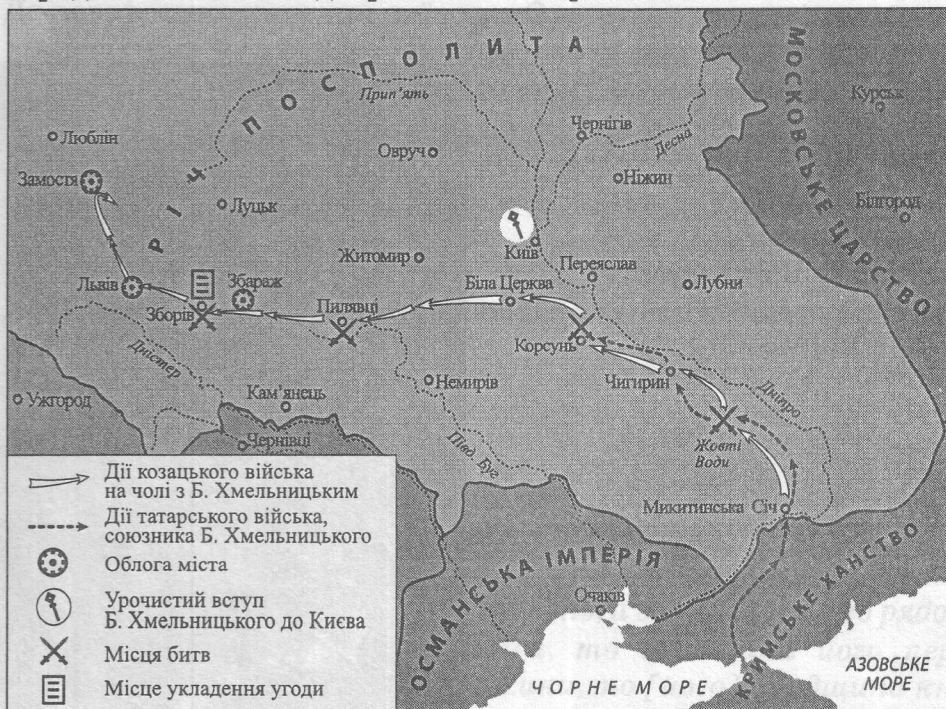 РІЧ ПОСПОЛИТА
МОСКОВСЬКЕ ЦАРСТВО
Прип’ять
Курськ
Люблін
Чернігів
Десна
Овруч
Замостя
Ніжин
Луцьк
Білгород
Київ
Житомир
Переяслав
Львів
Збараж
Біла Церква
Лубни
Зборів
Пилявці
Корсунь
Дністер
Чигирин
Немирів
Дніпро
Ужгород
Кам’янець
Жовті
Води
Чернівці
Півд. Буг
Микитинська Січ
ОСМАНСЬКА ІМПЕРІЯ
КРИМСЬКЕ ХАНСТВО
Очаків
ЧОРНЕ МОРЕ
АЗОВСЬКЕ
МОРЕ
Дії козацького війська
на чолі з Б. Хмельницьким
Дії татарського війська,
союзника Б. Хмельницького
Облога міста
Урочистий вступ
Б. Хмельницького до Києва
Місця битв
Місце укладення угоди